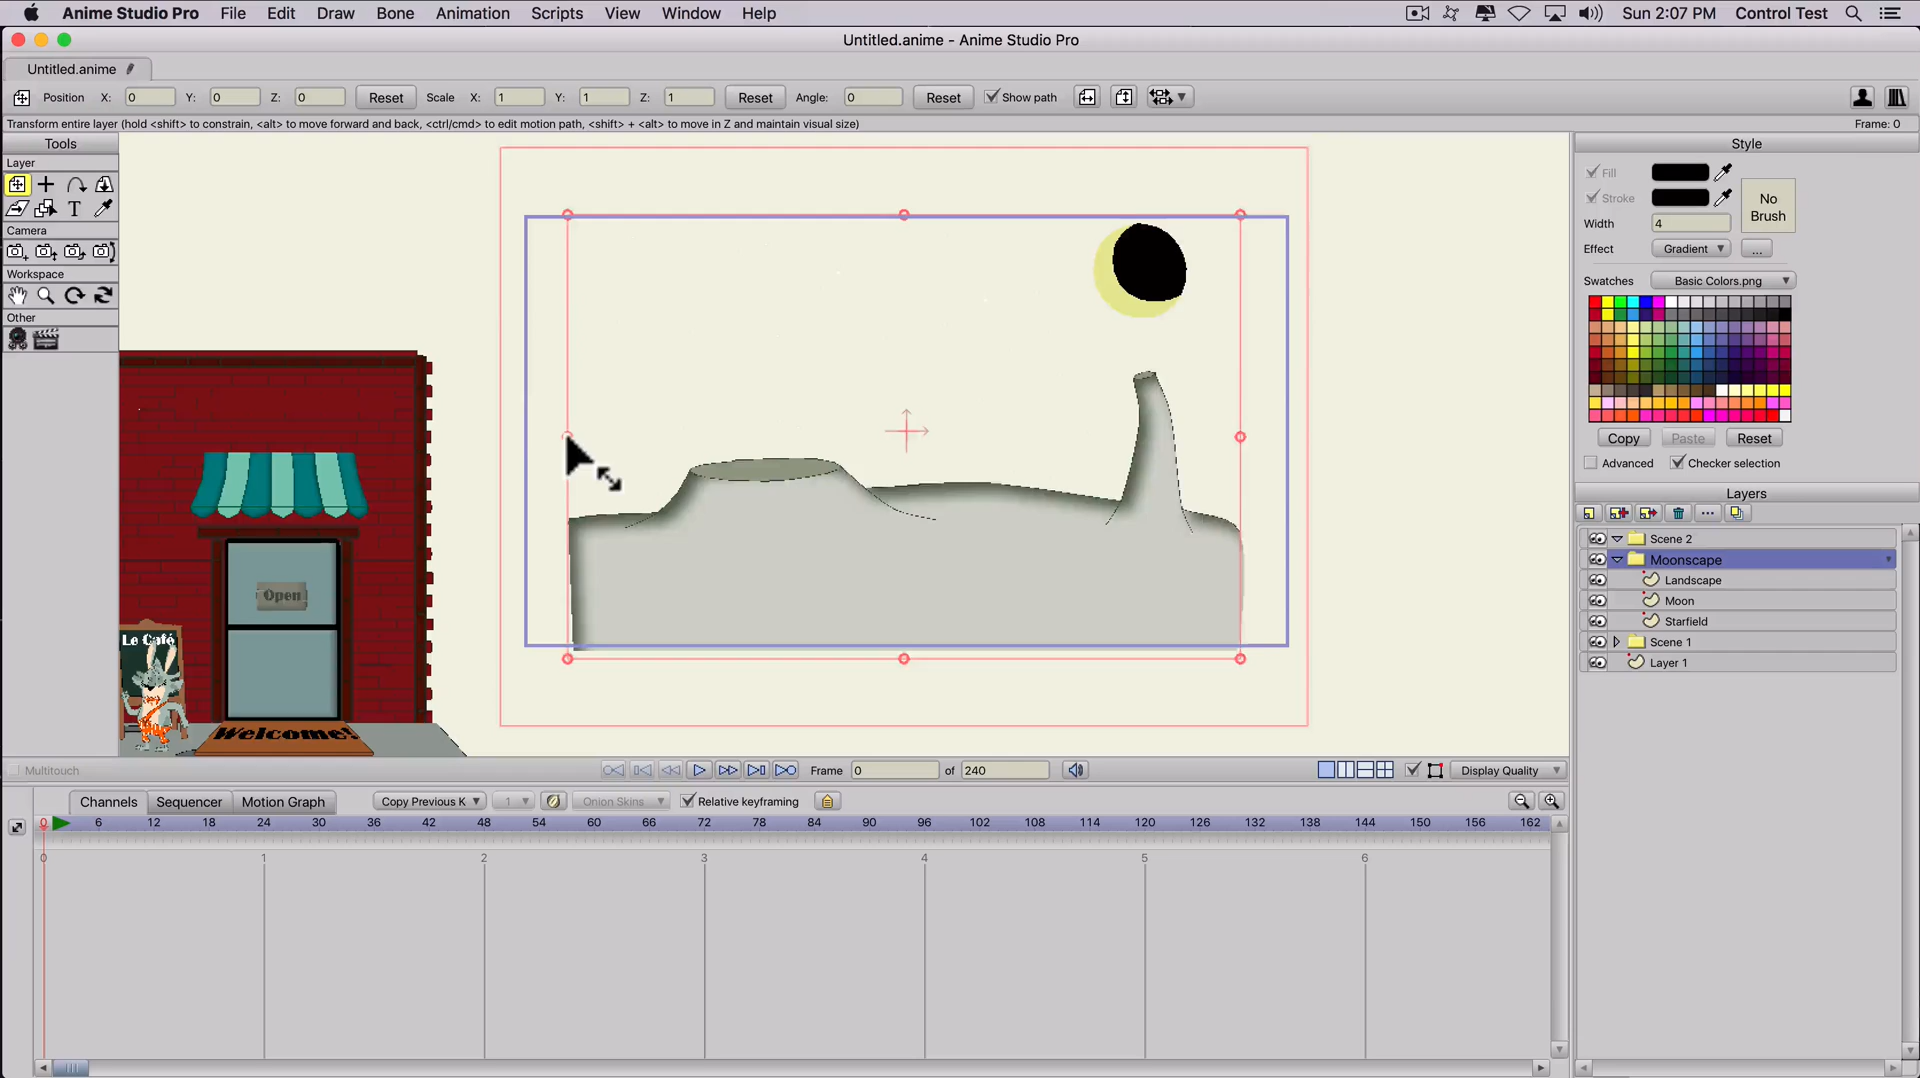 Anime Studio Pro File Edit Draw Bone Animation Scripts View Window Help Sun 2:07 PM Control Test
Untitled.anime - Anime Studio Pro
Untitled.anime
Position X: 0 Y: 0 Z: 0 Reset Scale X: 1 Y: 1 Z: 1 Reset Angle: 0 Reset Show path
Transform entire layer (hold <shift> to constrain, <alt> to move forward and back, <ctrl/cmd> to edit motion path, <shift> + <alt> to move in Z and maintain visual size) Frame: 0
Tools
Layer
T
Camera
Workspace
Other
Style
Fill
Stroke
No
Brush
Width 4
Effect Gradient ...
Swatches Basic Colors.png
Copy Paste Reset
Advanced Checker selection
Layers
...
Scene 2
Moonscape
Landscape
Moon
Starfield
Scene 1
Layer 1
Open
Le Café
Welcome!
Multitouch Frame 0 of 240 Display Quality
Channels Sequencer Motion Graph Copy Previous K 1 Onion Skins Relative keyframing
0 6 12 18 24 30 36 42 48 54 60 66 72 78 84 90 96 102 108 114 120 126 132 138 144 150 156 162
0 1 2 3 4 5 6